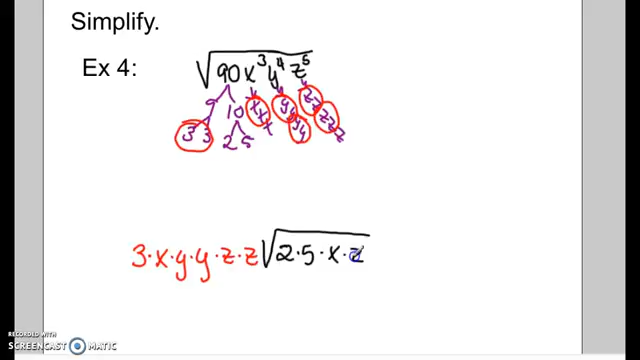 Simplify.
Ex 4: √90x³y⁴z⁵
9 10 x y y z z
3 3 2 5 x x y y z z z
3·x·y·y·z·z√2·5·x·z
RECORDED WITH
SCREENCAST MATIC